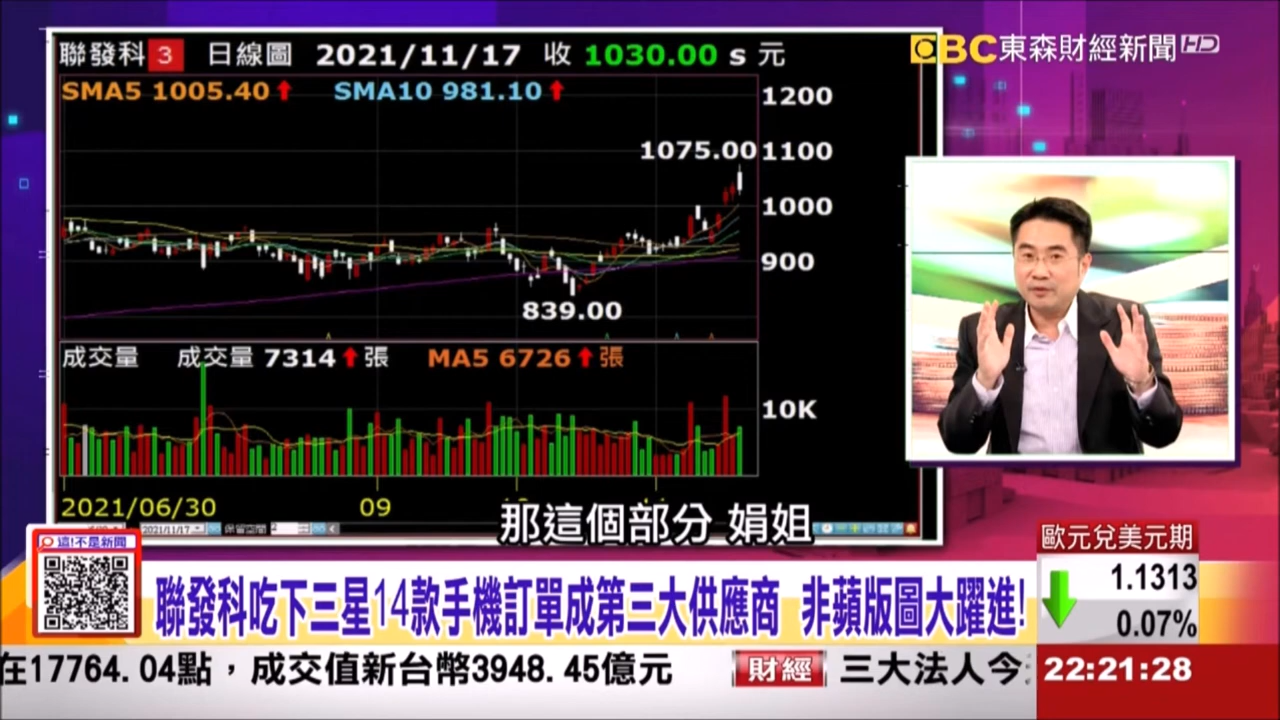 聯發科 3 日線圖 2021/11/17 收 1030.00 s 元
EBC東森財經新聞HD
SMA5 1005.40↑ SMA10 981.10↑
1200
1075.00
1100
1000
900
839.00
成交量 成交量 7314↑張 MA5 6726↑張
10K
2021/06/30 09
那這個部分 娟姐
這!不是新聞
聯發科吃下三星14款手機訂單成第三大供應商 非蘋版圖大躍進!
歐元兌美元期
1.1313
0.07%
在17764.04點，成交值新台幣3948.45億元
財經
三大法人今
22:21:28